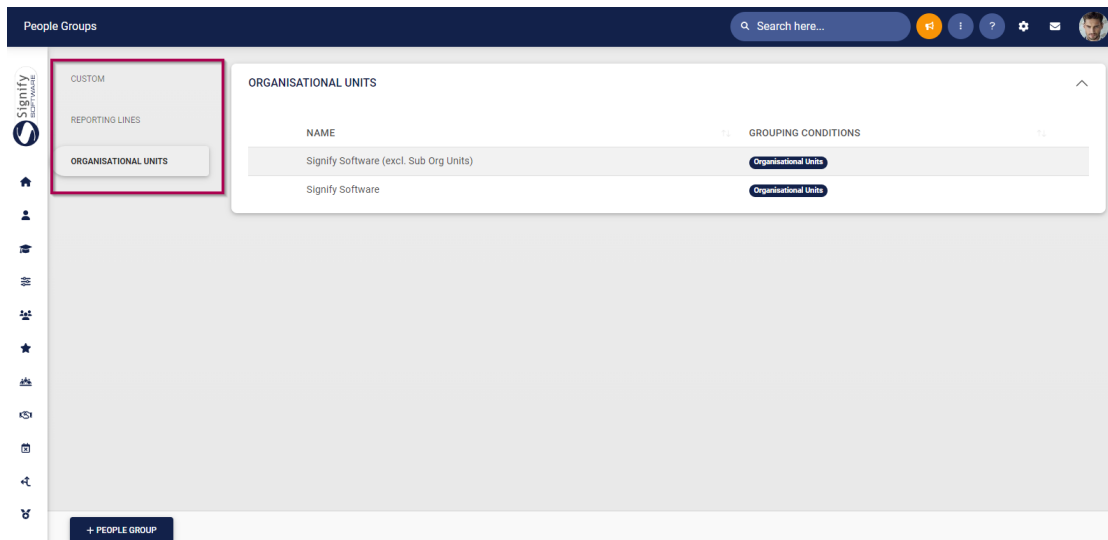 People Groups
Search here...
?
Signify
SOFTWARE
CUSTOM
REPORTING LINES
ORGANISATIONAL UNITS
ORGANISATIONAL UNITS
NAME GROUPING CONDITIONS
Signify Software (excl. Sub Org Units) Organisational Units
Signify Software Organisational Units
+ PEOPLE GROUP